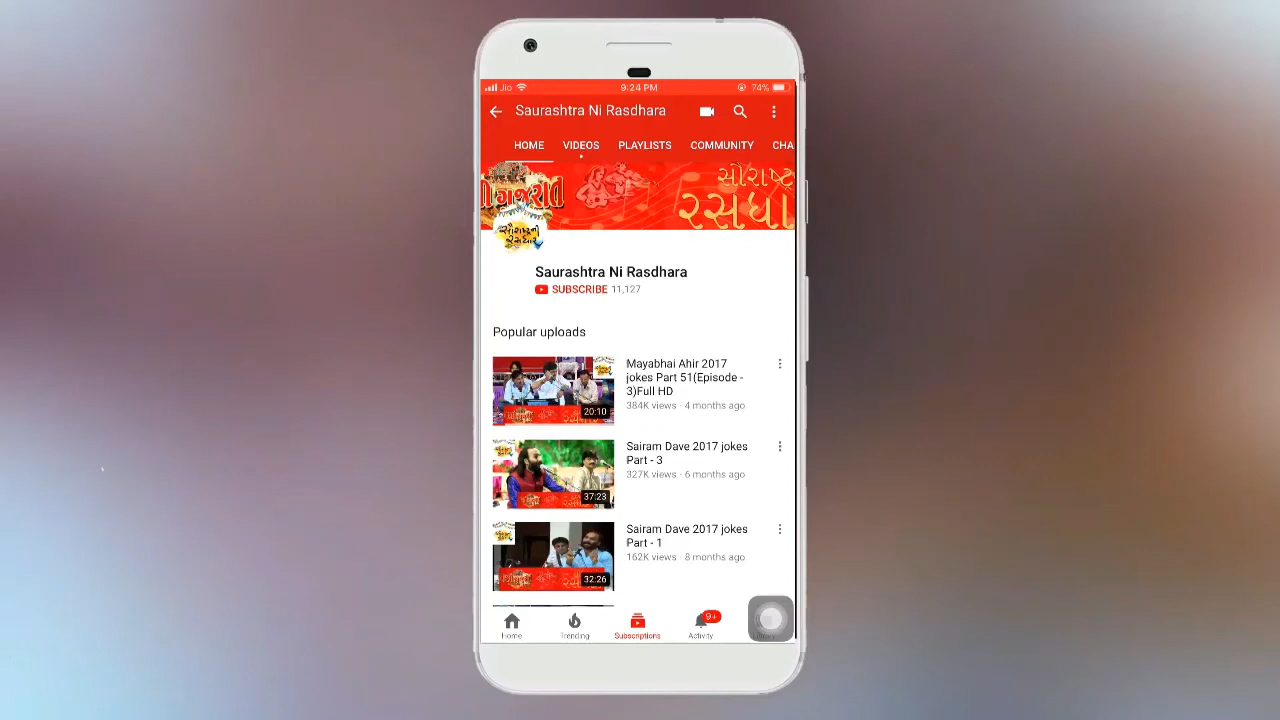 Jio 9:24 PM 74%
Saurashtra Ni Rasdhara
HOME VIDEOS PLAYLISTS COMMUNITY CHA
ગુજરાતી
સૌરાષ્ટ્ર
રસધા
Saurashtra Ni Rasdhara
SUBSCRIBE 11,127
Popular uploads
Mayabhai Ahir 2017
jokes Part 51(Episode -
3)Full HD
384K views · 4 months ago
20:10
Sairam Dave 2017 jokes
Part - 3
327K views · 6 months ago
37:23
Sairam Dave 2017 jokes
Part - 1
162K views · 8 months ago
32:26
9+
Home Trending Subscriptions Activity